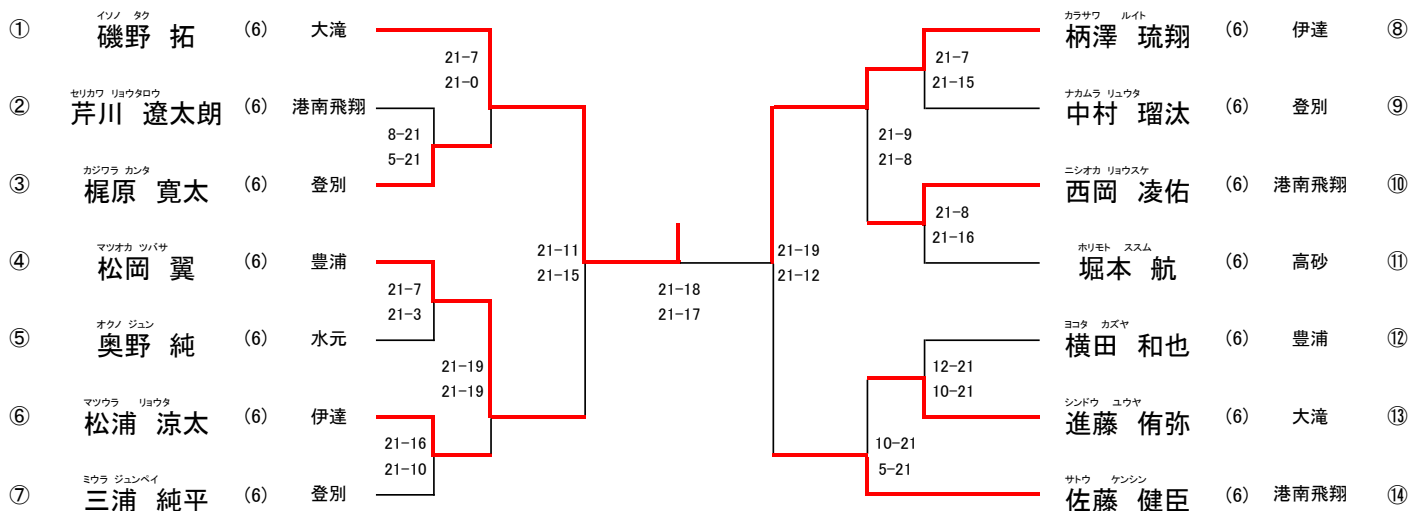 イソノ タク
① 磯野 拓 (6) 大滝
セリカワ リョウタロウ
② 芹川 遼太朗 (6) 港南飛翔
カジワラ カンタ
③ 梶原 寛太 (6) 登別
マツオカ ツバサ
④ 松岡 翼 (6) 豊浦
オクノ ジュン
⑤ 奥野 純 (6) 水元
マツウラ リョウタ
⑥ 松浦 涼太 (6) 伊達
ミウラ ジュンペイ
⑦ 三浦 純平 (6) 登別
21-7
21-0
8-21
5-21
21-7
21-3
21-19
21-19
21-16
21-10
21-11
21-15
21-18
21-17
21-19
21-12
21-7
21-15
21-9
21-8
21-8
21-16
12-21
10-21
10-21
5-21
カラサワ ルイト
柄澤 琉翔 (6) 伊達 ⑧
ナカムラ リュウタ
中村 瑠汰 (6) 登別 ⑨
ニシオカ リョウスケ
西岡 凌佑 (6) 港南飛翔 ⑩
ホリモト ススム
堀本 航 (6) 高砂 ⑪
ヨコタ カズヤ
横田 和也 (6) 豊浦 ⑫
シンドウ ユウヤ
進藤 侑弥 (6) 大滝 ⑬
サトウ ケンシン
佐藤 健臣 (6) 港南飛翔 ⑭